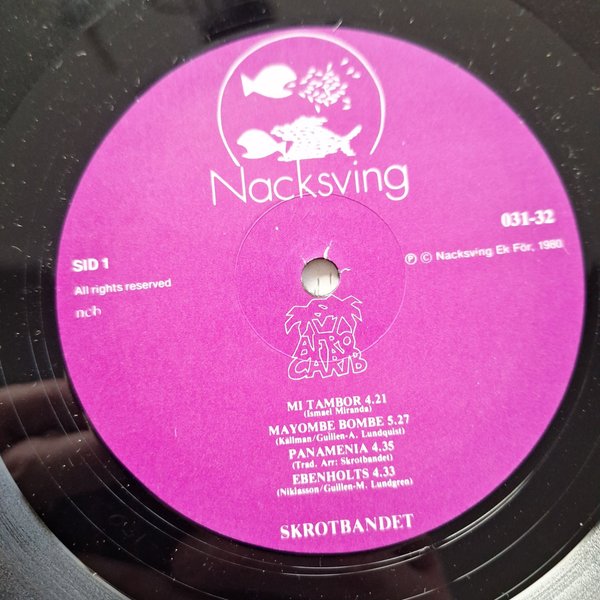 Nacksving
031-32
SID 1
Ⓟ © Nacksving Ek För, 1980
All rights reserved
ncb
AFRO
CARIB
MI TAMBOR 4.21
(Ismael Miranda)
MAYOMBE BOMBE 5.27
(Källman/Guillen-A. Lundquist)
PANAMENIA 4.35
(Trad. Arr: Skrotbandet)
EBENHOLTS 4.33
(Niklasson/Guillen-M. Lundgren)
SKROTBANDET